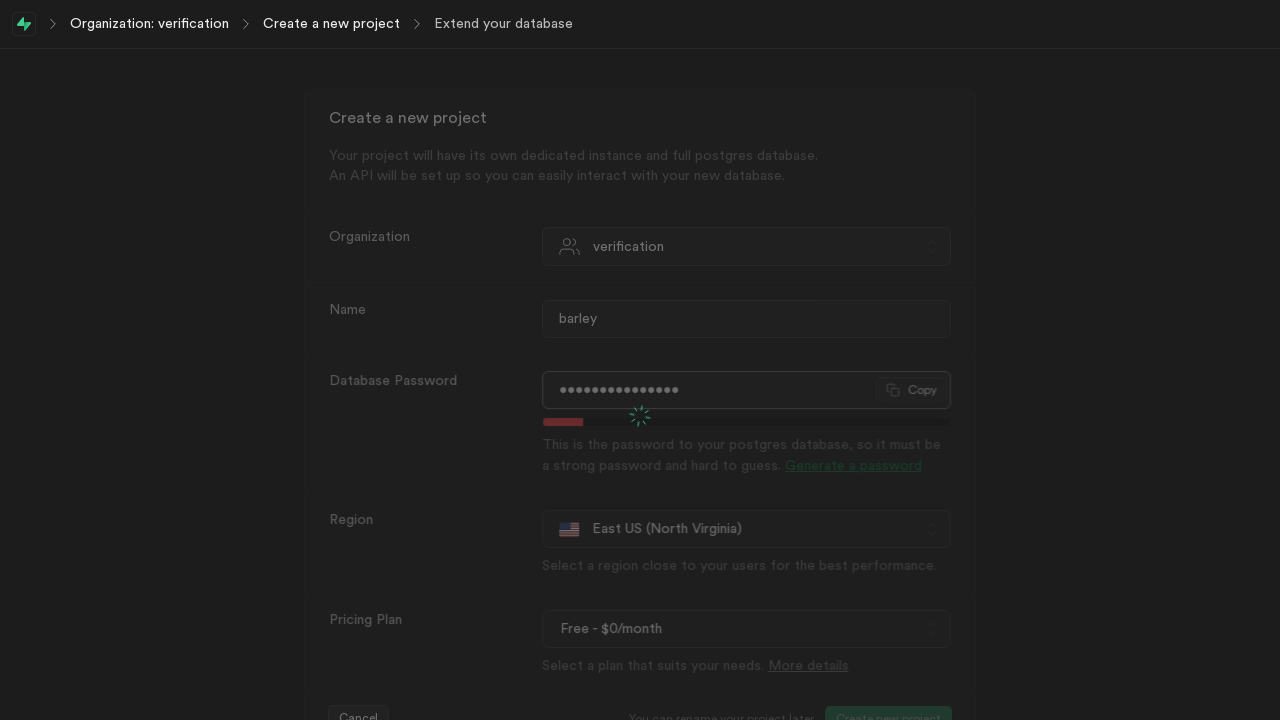 Organization: verification
Create a new project
Extend your database
Create a new project
Your project will have its own dedicated instance and full postgres database.
An API will be set up so you can easily interact with your new database.
Organization
verification
Name
barley
Database Password
•••••••••••••••
Copy
This is the password to your postgres database, so it must be
a strong password and hard to guess. Generate a password
Region
East US (North Virginia)
Select a region close to your users for the best performance.
Pricing Plan
Free - $0/month
Select a plan that suits your needs. More details
Cancel
You can rename your project later
Create new project